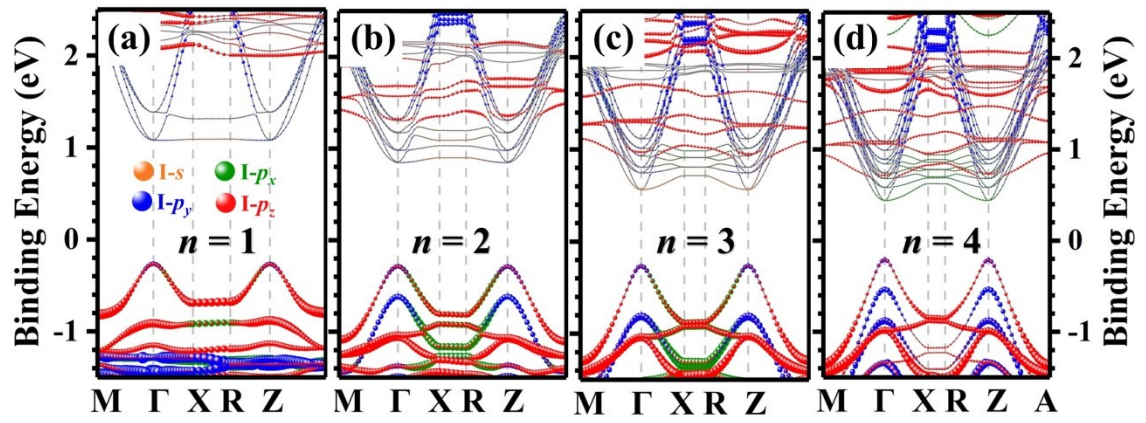 (a)
(b)
(c)
(d)
Binding Energy (eV)
2
1
0
-1
I-s
I-px
I-py
I-pz
n = 1
n = 2
n = 3
n = 4
2
1
0
-1
Binding Energy (eV)
M Γ X R Z
M Γ X R Z
M Γ X R Z
M Γ X R Z A